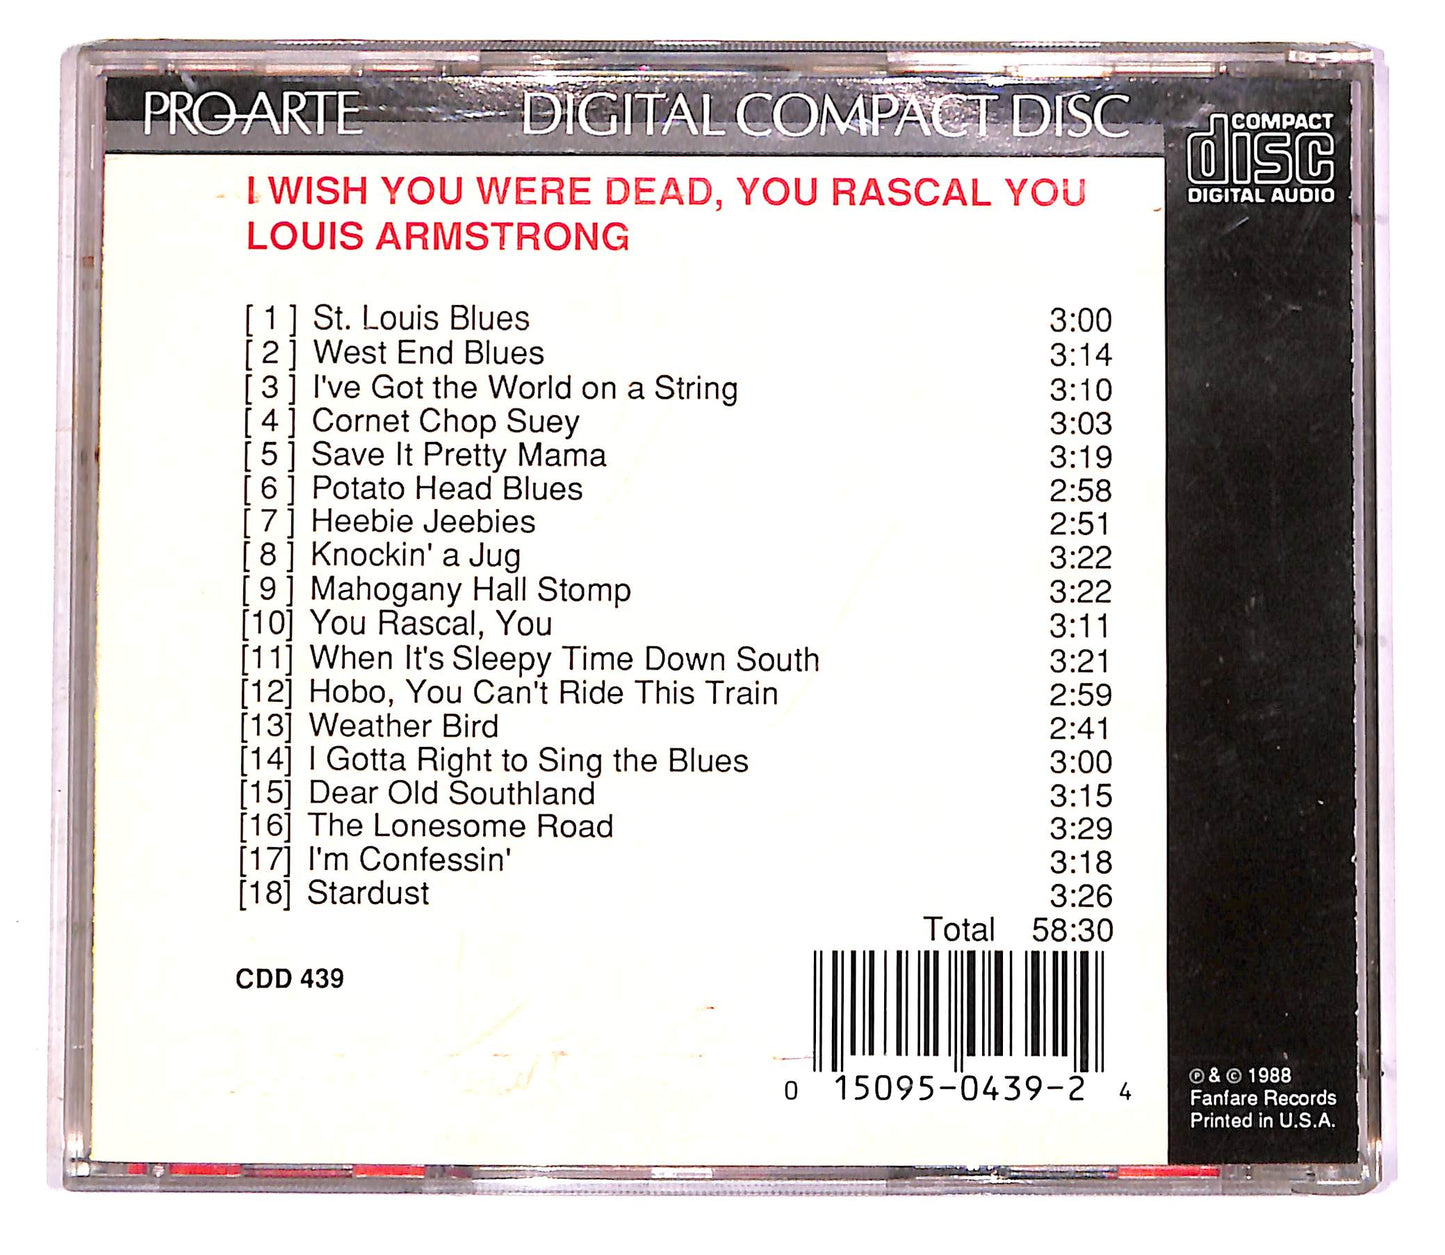 PRO-ARTE DIGITAL COMPACT DISC
COMPACT
disc
DIGITAL AUDIO
I WISH YOU WERE DEAD, YOU RASCAL YOU
LOUIS ARMSTRONG
[ 1 ] St. Louis Blues 3:00
[ 2 ] West End Blues 3:14
[ 3 ] I've Got the World on a String 3:10
[ 4 ] Cornet Chop Suey 3:03
[ 5 ] Save It Pretty Mama 3:19
[ 6 ] Potato Head Blues 2:58
[ 7 ] Heebie Jeebies 2:51
[ 8 ] Knockin' a Jug 3:22
[ 9 ] Mahogany Hall Stomp 3:22
[10] You Rascal, You 3:11
[11] When It's Sleepy Time Down South 3:21
[12] Hobo, You Can't Ride This Train 2:59
[13] Weather Bird 2:41
[14] I Gotta Right to Sing the Blues 3:00
[15] Dear Old Southland 3:15
[16] The Lonesome Road 3:29
[17] I'm Confessin' 3:18
[18] Stardust 3:26
Total 58:30
CDD 439
0 15095-0439-2 4
℗ & © 1988
Fanfare Records
Printed in U.S.A.